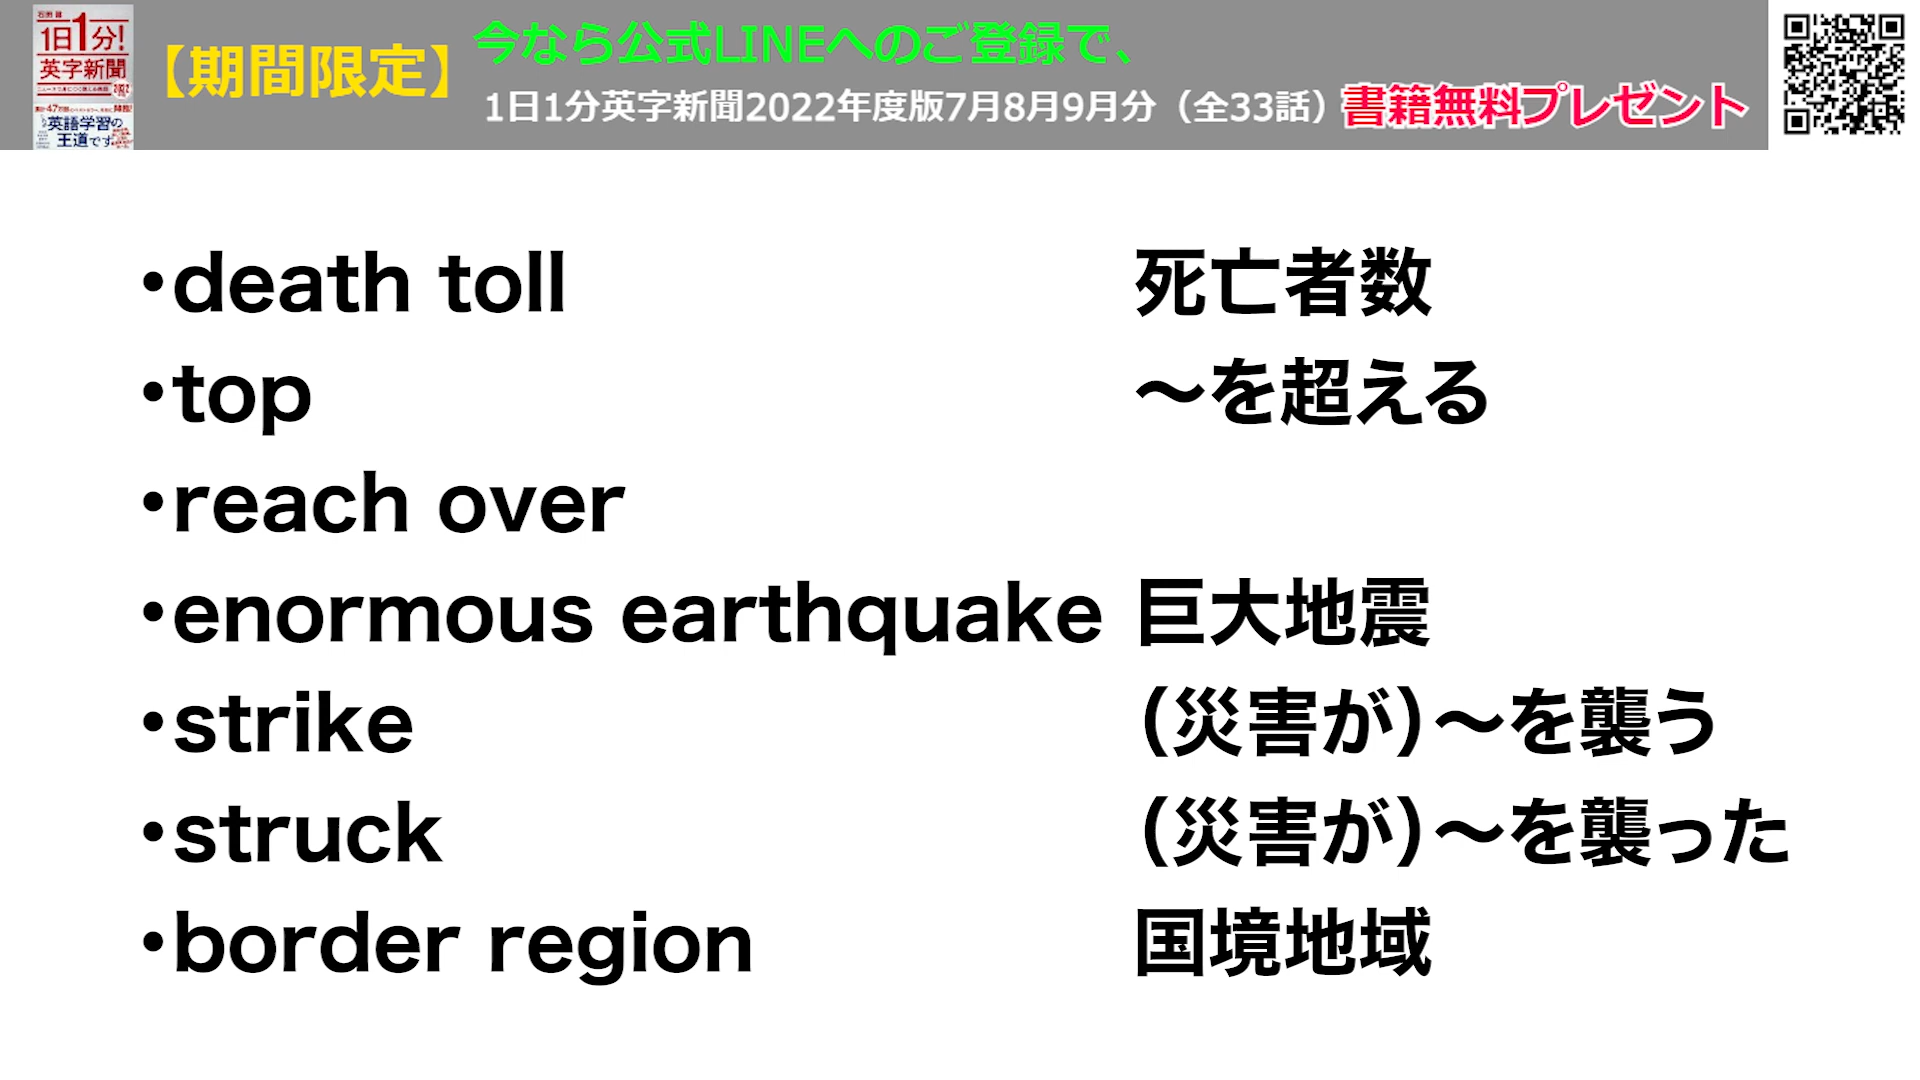 石田 健
1日1分!
英字新聞
英語学習の
王道です
【期間限定】
今なら公式LINEへのご登録で、
1日1分英字新聞2022年度版7月8月9月分（全33話）書籍無料プレゼント
・death toll 死亡者数
・top ～を超える
・reach over
・enormous earthquake 巨大地震
・strike （災害が）～を襲う
・struck （災害が）～を襲った
・border region 国境地域